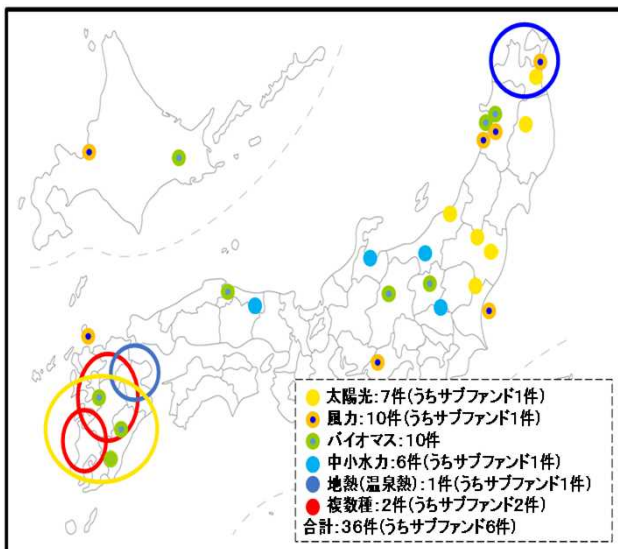 太陽光:7件(うちサブファンド1件)
風力:10件(うちサブファンド1件)
バイオマス:10件
中小水力:6件(うちサブファンド1件)
地熱(温泉熱):1件(うちサブファンド1件)
複数種:2件(うちサブファンド2件)
合計:36件(うちサブファンド6件)